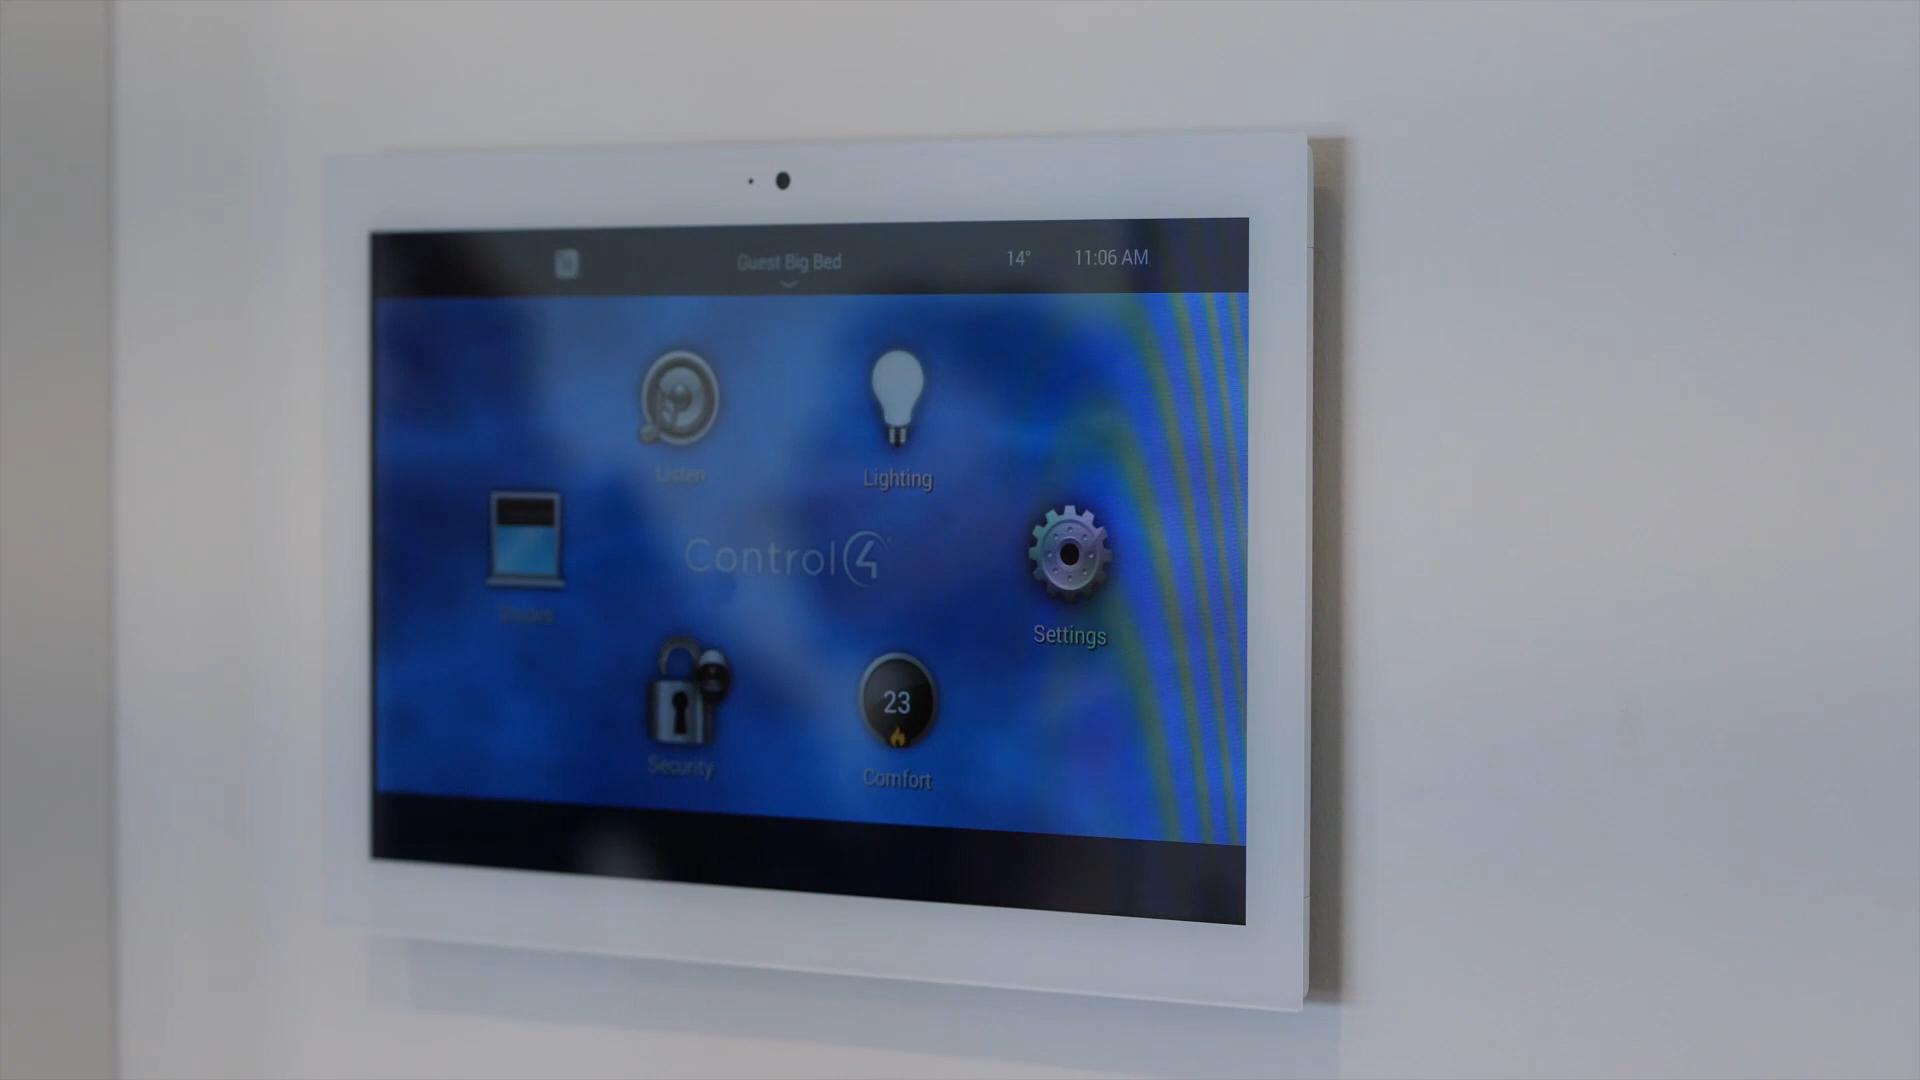 Guest Big Bed
14°
11:06 AM
Listen
Lighting
Control4
Settings
23
Security
Comfort